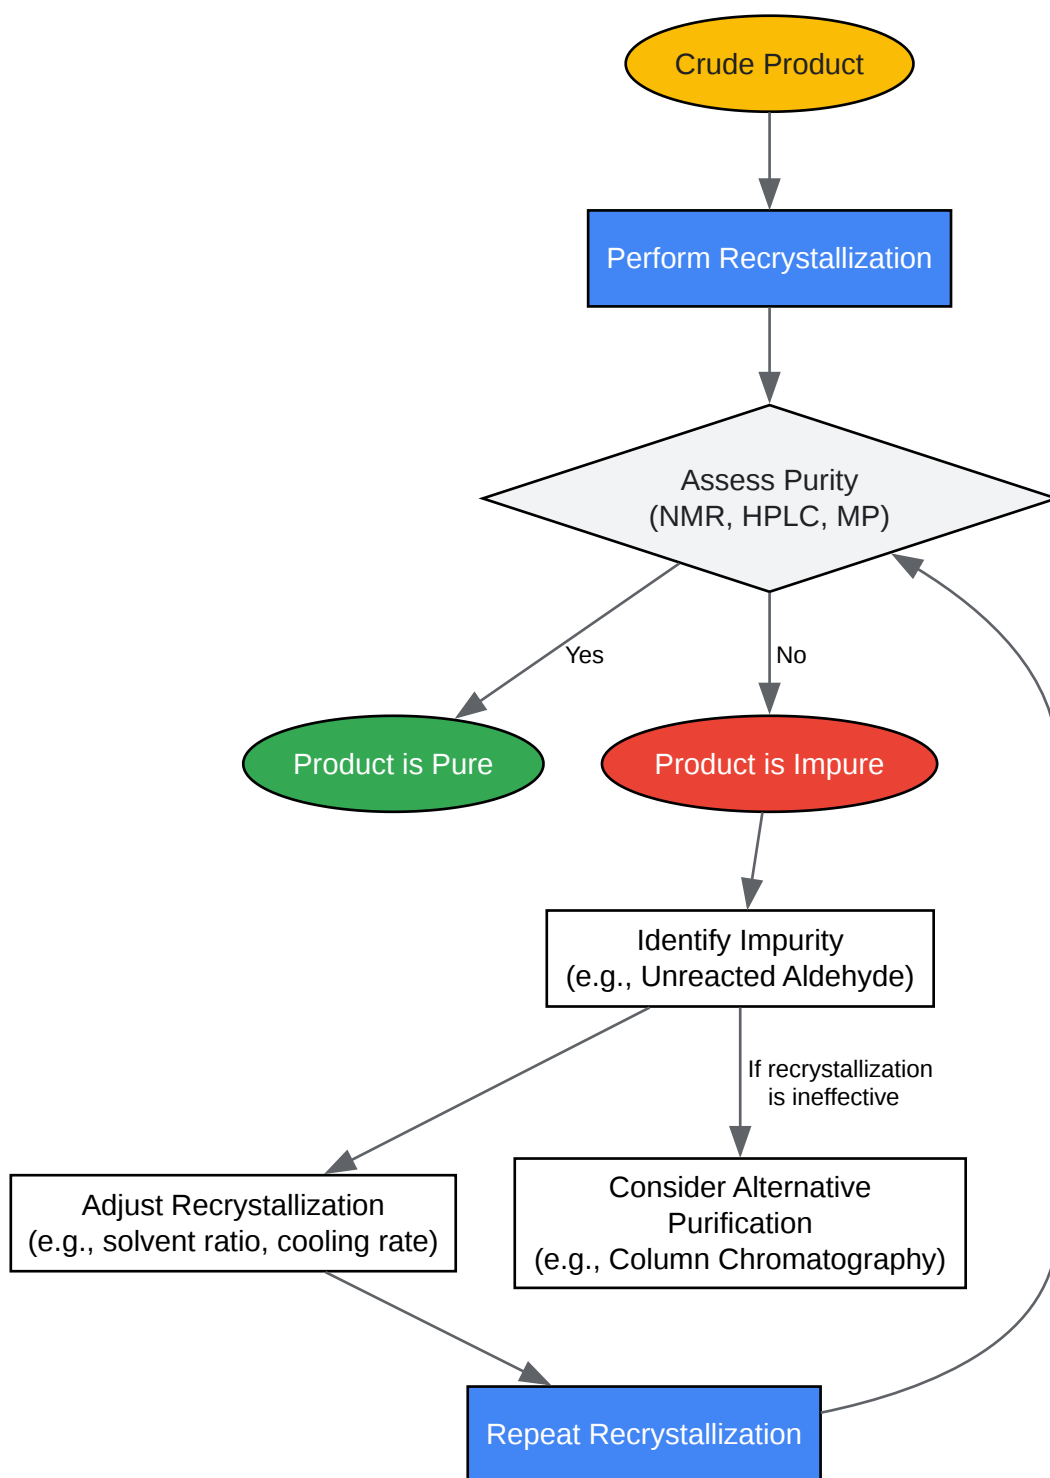 Crude Product
Perform Recrystallization
Assess Purity
(NMR, HPLC, MP)
Yes
No
Product is Pure
Product is Impure
Identify Impurity
(e.g., Unreacted Aldehyde)
If recrystallization
is ineffective
Adjust Recrystallization
(e.g., solvent ratio, cooling rate)
Consider Alternative
Purification
(e.g., Column Chromatography)
Repeat Recrystallization